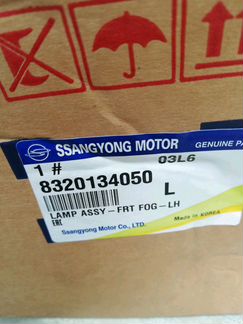 SSANGYONG MOTOR GENUINE PA
03L6
1 #
8320134050 L
LAMP ASSY-FRT FOG-LH
EAC
Made in KOREA
Ssangyong Motor Co., LTD.